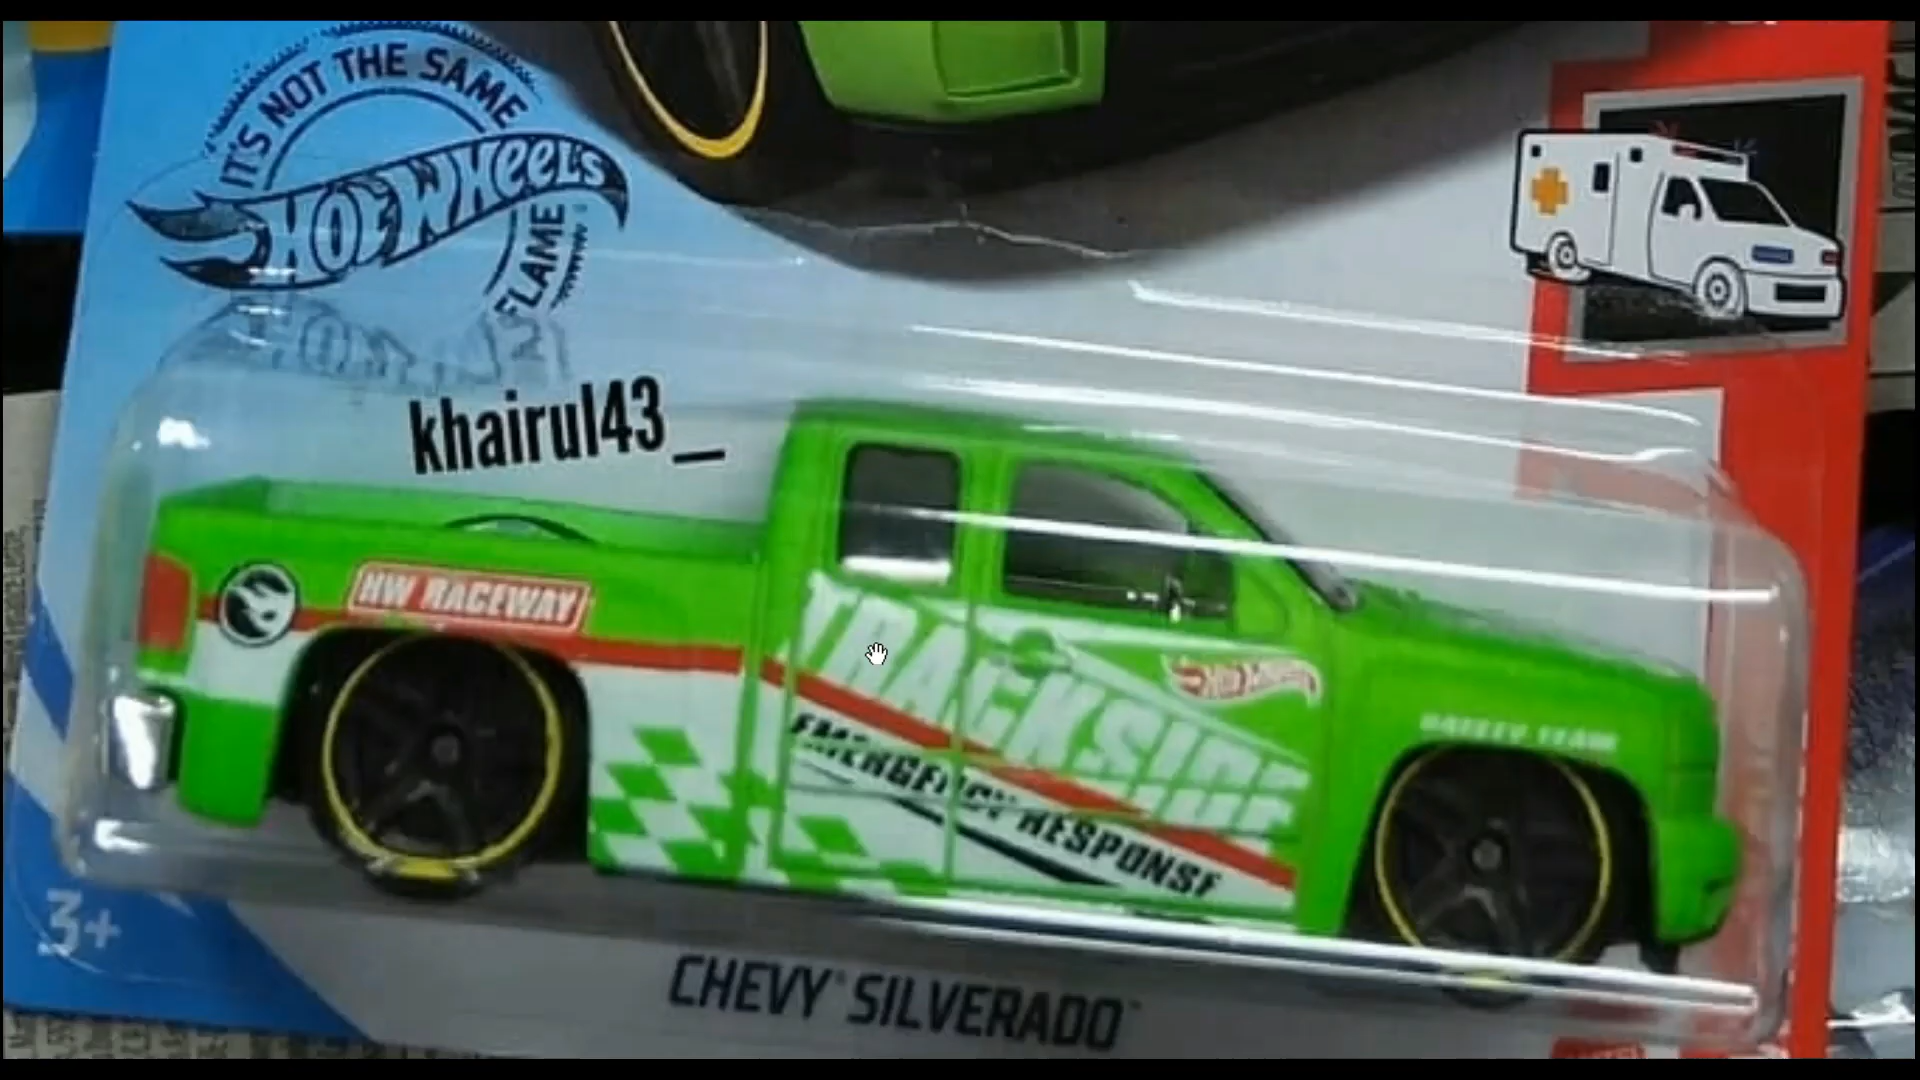 IT'S NOT THE SAME
HOT WHEELS
FLAME
khairul43_
HW RACEWAY
TRACKSIDE
HOT WHEELS
EMERGENCY RESPONSE
SAFETY TEAM
3+
CHEVY SILVERADO